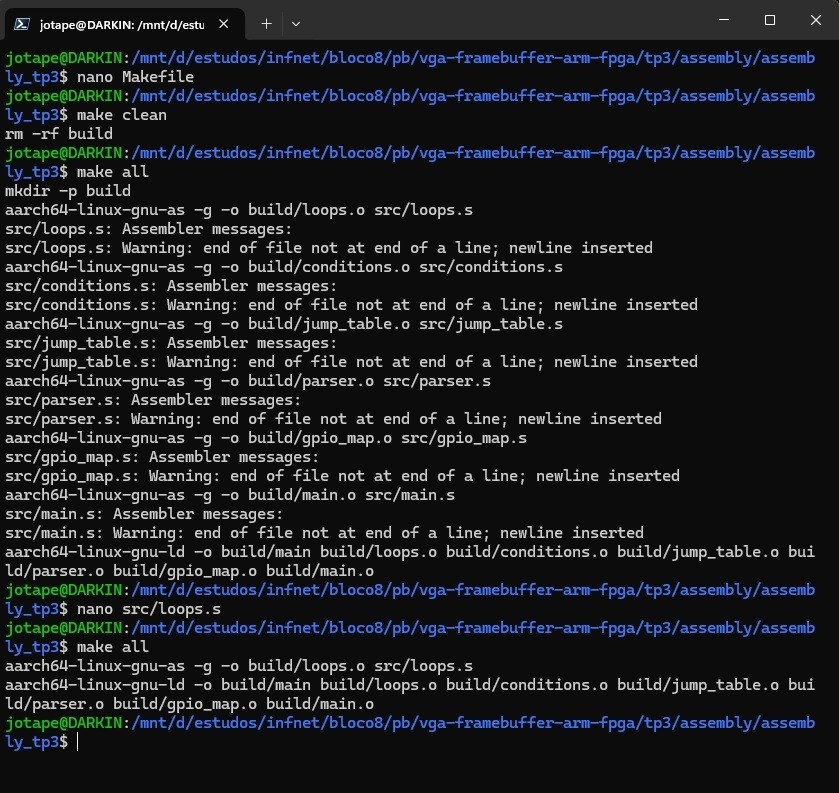 jotape@DARKIN: /mnt/d/estu
jotape@DARKIN:/mnt/d/estudos/infnet/bloco8/pb/vga-framebuffer-arm-fpga/tp3/assembly/assemb
ly_tp3$ nano Makefile
jotape@DARKIN:/mnt/d/estudos/infnet/bloco8/pb/vga-framebuffer-arm-fpga/tp3/assembly/assemb
ly_tp3$ make clean
rm -rf build
jotape@DARKIN:/mnt/d/estudos/infnet/bloco8/pb/vga-framebuffer-arm-fpga/tp3/assembly/assemb
ly_tp3$ make all
mkdir -p build
aarch64-linux-gnu-as -g -o build/loops.o src/loops.s
src/loops.s: Assembler messages:
src/loops.s: Warning: end of file not at end of a line; newline inserted
aarch64-linux-gnu-as -g -o build/conditions.o src/conditions.s
src/conditions.s: Assembler messages:
src/conditions.s: Warning: end of file not at end of a line; newline inserted
aarch64-linux-gnu-as -g -o build/jump_table.o src/jump_table.s
src/jump_table.s: Assembler messages:
src/jump_table.s: Warning: end of file not at end of a line; newline inserted
aarch64-linux-gnu-as -g -o build/parser.o src/parser.s
src/parser.s: Assembler messages:
src/parser.s: Warning: end of file not at end of a line; newline inserted
aarch64-linux-gnu-as -g -o build/gpio_map.o src/gpio_map.s
src/gpio_map.s: Assembler messages:
src/gpio_map.s: Warning: end of file not at end of a line; newline inserted
aarch64-linux-gnu-as -g -o build/main.o src/main.s
src/main.s: Assembler messages:
src/main.s: Warning: end of file not at end of a line; newline inserted
aarch64-linux-gnu-ld -o build/main build/loops.o build/conditions.o build/jump_table.o bui
ld/parser.o build/gpio_map.o build/main.o
jotape@DARKIN:/mnt/d/estudos/infnet/bloco8/pb/vga-framebuffer-arm-fpga/tp3/assembly/assemb
ly_tp3$ nano src/loops.s
jotape@DARKIN:/mnt/d/estudos/infnet/bloco8/pb/vga-framebuffer-arm-fpga/tp3/assembly/assemb
ly_tp3$ make all
aarch64-linux-gnu-as -g -o build/loops.o src/loops.s
aarch64-linux-gnu-ld -o build/main build/loops.o build/conditions.o build/jump_table.o bui
ld/parser.o build/gpio_map.o build/main.o
jotape@DARKIN:/mnt/d/estudos/infnet/bloco8/pb/vga-framebuffer-arm-fpga/tp3/assembly/assemb
ly_tp3$